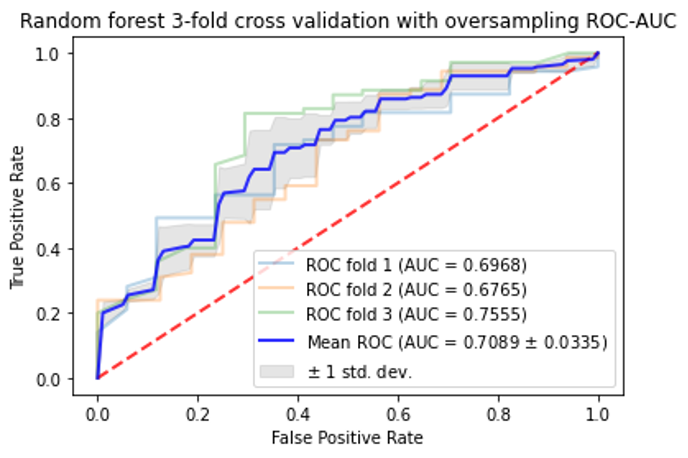 Random forest 3-fold cross validation with oversampling ROC-AUC
1.0
0.8
0.6
0.4
0.2
0.0
True Positive Rate
ROC fold 1 (AUC = 0.6968)
ROC fold 2 (AUC = 0.6765)
ROC fold 3 (AUC = 0.7555)
Mean ROC (AUC = 0.7089 ± 0.0335)
± 1 std. dev.
0.0 0.2 0.4 0.6 0.8 1.0
False Positive Rate